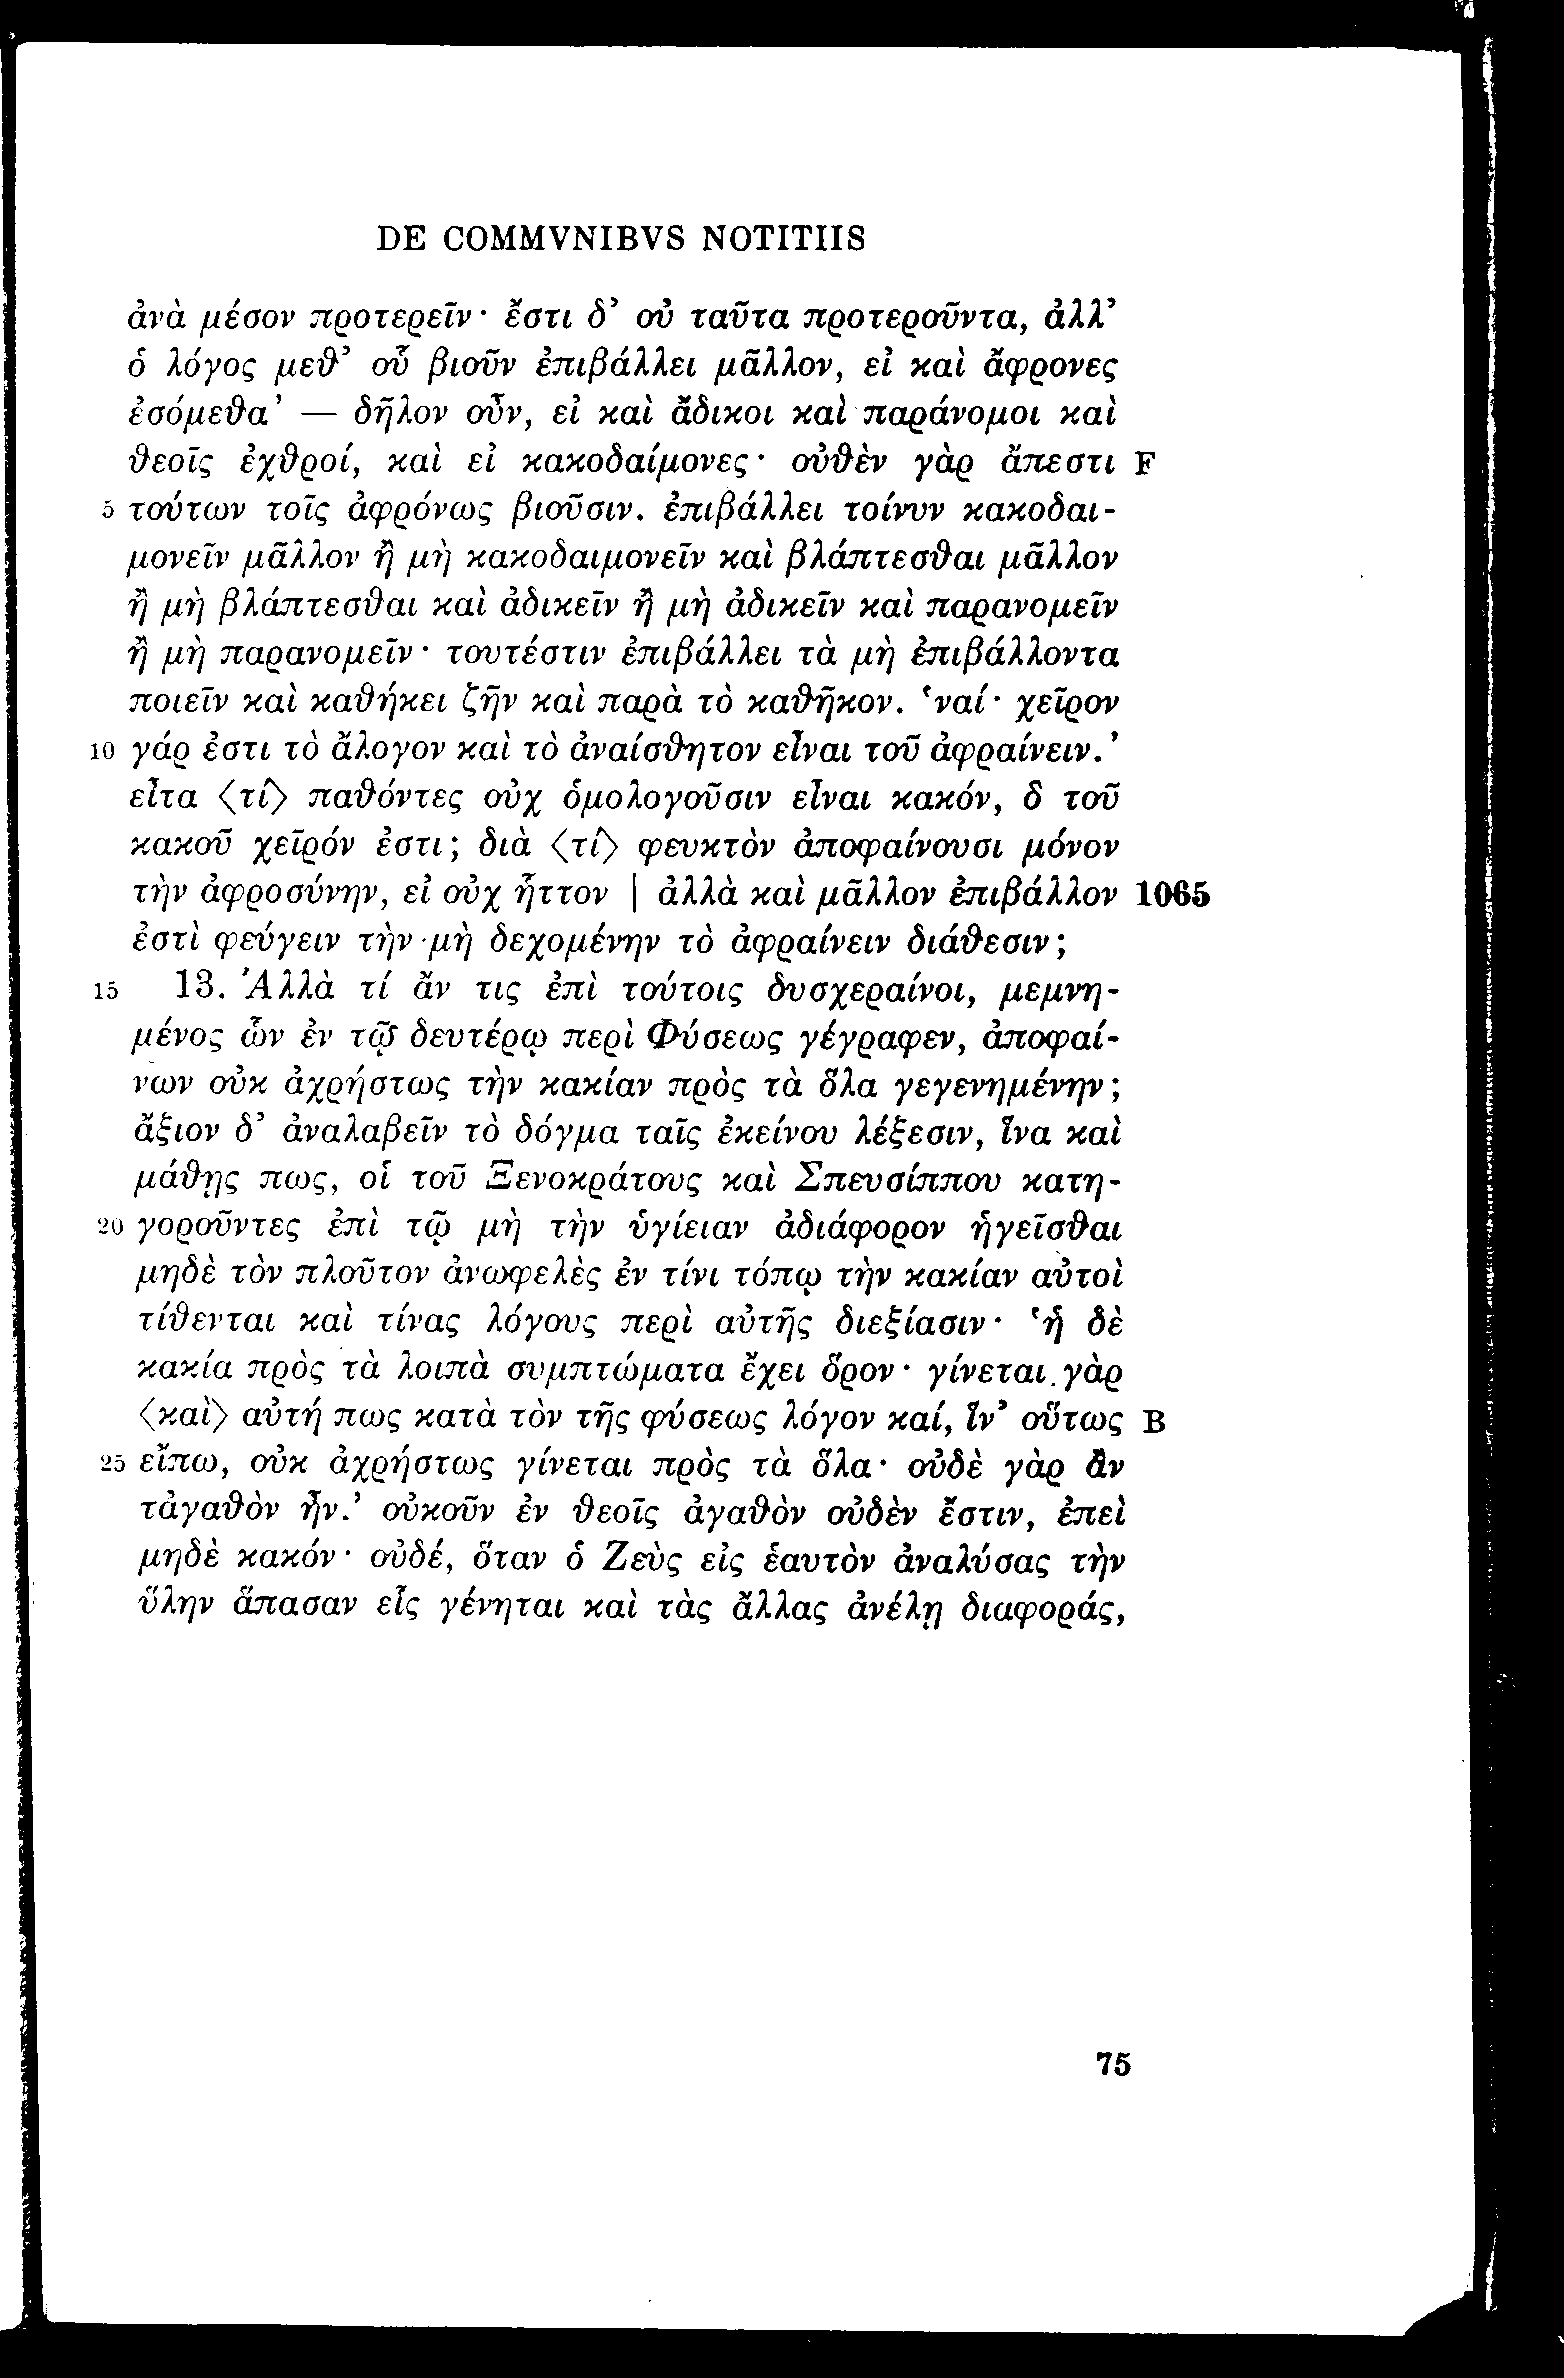 DE COMMVNIBVS NOTITIIS
ἀνὰ μέσον προτερεῖν· ἔστι δ’ οὐ ταῦτα προτεροῦντα, ἀλλ’
ὁ λόγος μεθ’ οὗ βιοῦν ἐπιβάλλει μᾶλλον, εἰ καὶ ἄφρονες
ἐσόμεθα’ — δῆλον οὖν, εἰ καὶ ἄδικοι καὶ παράνομοι καὶ
θεοῖς ἐχθροί, καὶ εἰ κακοδαίμονες· οὐθὲν γὰρ ἄπεστι F
5 τούτων τοῖς ἀφρόνως βιοῦσιν. ἐπιβάλλει τοίνυν κακοδαι-
μονεῖν μᾶλλον ἢ μὴ κακοδαιμονεῖν καὶ βλάπτεσθαι μᾶλλον
ἢ μὴ βλάπτεσθαι καὶ ἀδικεῖν ἢ μὴ ἀδικεῖν καὶ παρανομεῖν
ἢ μὴ παρανομεῖν· τουτέστιν ἐπιβάλλει τὰ μὴ ἐπιβάλλοντα
ποιεῖν καὶ καθήκει ζῆν καὶ παρὰ τὸ καθῆκον. ‘ναί· χεῖρον
10 γάρ ἐστι τὸ ἄλογον καὶ τὸ ἀναίσθητον εἶναι τοῦ ἀφραίνειν.’
εἶτα ⟨τί⟩ παθόντες οὐχ ὁμολογοῦσιν εἶναι κακόν, ὃ τοῦ
κακοῦ χεῖρόν ἐστι; διὰ ⟨τί⟩ φευκτὸν ἀποφαίνουσι μόνον
τὴν ἀφροσύνην, εἰ οὐχ ἧττον | ἀλλὰ καὶ μᾶλλον ἐπιβάλλον 1065
ἐστὶ φεύγειν τὴν μὴ δεχομένην τὸ ἀφραίνειν διάθεσιν;
15 13. Ἀλλὰ τί ἄν τις ἐπὶ τούτοις δυσχεραίνοι, μεμνη-
μένος ὧν ἐν τῷ δευτέρῳ περὶ Φύσεως γέγραφεν, ἀποφαί-
νων οὐκ ἀχρήστως τὴν κακίαν πρὸς τὰ ὅλα γεγενημένην;
ἄξιον δ’ ἀναλαβεῖν τὸ δόγμα ταῖς ἐκείνου λέξεσιν, ἵνα καὶ
μάθῃς πως, οἱ τοῦ Ξενοκράτους καὶ Σπευσίππου κατη-
20 γοροῦντες ἐπὶ τῷ μὴ τὴν ὑγίειαν ἀδιάφορον ἡγεῖσθαι
μηδὲ τὸν πλοῦτον ἀνωφελὲς ἐν τίνι τόπῳ τὴν κακίαν αὐτοὶ
τίθενται καὶ τίνας λόγους περὶ αὐτῆς διεξίασιν· ‘ἡ δὲ
κακία πρὸς τὰ λοιπὰ συμπτώματα ἔχει ὅρον· γίνεται γὰρ
⟨καὶ⟩ αὐτή πως κατὰ τὸν τῆς φύσεως λόγον καί, ἵν’ οὕτως B
25 εἴπω, οὐκ ἀχρήστως γίνεται πρὸς τὰ ὅλα· οὐδὲ γὰρ ἂν
τἀγαθὸν ἦν.’ οὐκοῦν ἐν θεοῖς ἀγαθὸν οὐδὲν ἔστιν, ἐπεὶ
μηδὲ κακόν· οὐδέ, ὅταν ὁ Ζεὺς εἰς ἑαυτὸν ἀναλύσας τὴν
ὕλην ἅπασαν εἷς γένηται καὶ τὰς ἄλλας ἀνέλῃ διαφοράς,
75